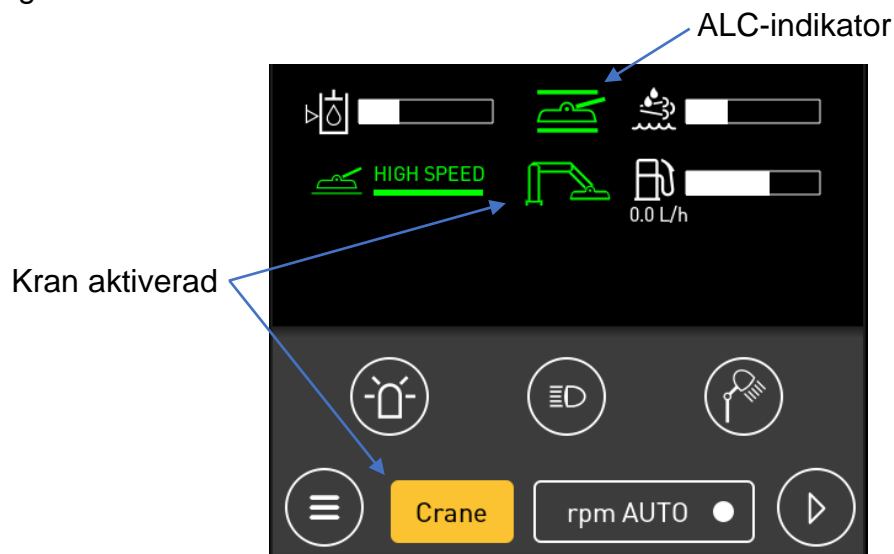 ALC-indikator
HIGH SPEED
0.0 L/h
Kran aktiverad
Crane
rpm AUTO